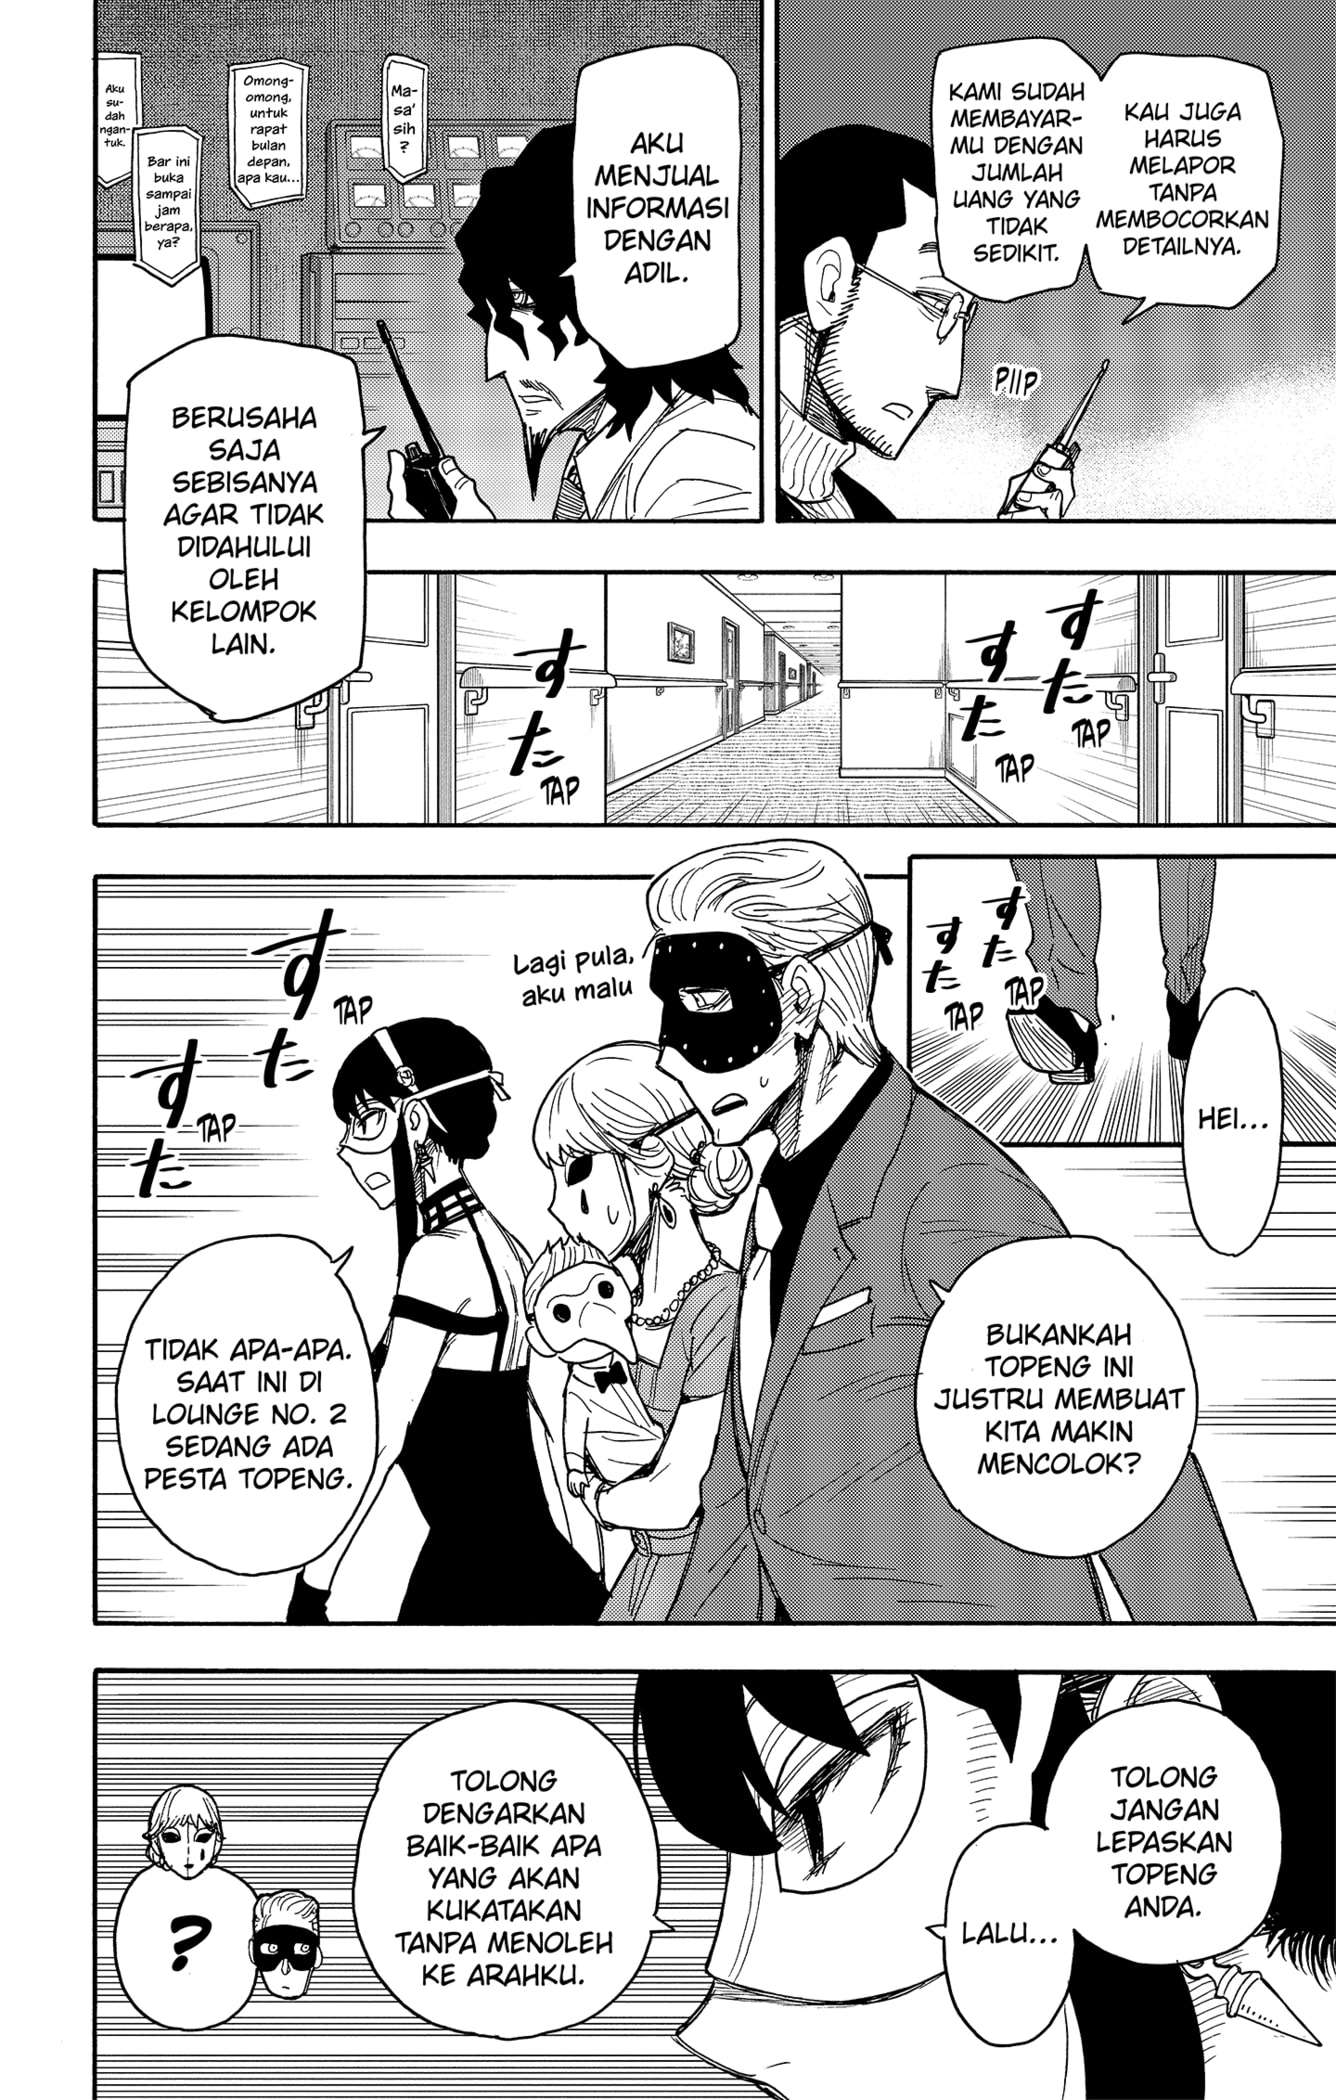 KAU JUGA
HARUS
MELAPOR
TANPA
MEMBOCORKAN
DETAILNYA.
KAMI SUDAH
MEMBAYAR-
MU DENGAN
JUMLAH
UANG YANG
TIDAK
SEDIKIT.
PIIP
AKU
MENJUAL
INFORMASI
DENGAN
ADIL.
Ma-
sa'
sih
?
Omong-
omong,
untuk
rapat
bulan
depan,
apa kau...
Bar ini
buka
sampai
jam
berapa,
ya?
Aku
su-
dah
ngan-
tuk.
BERUSAHA
SAJA
SEBISANYA
AGAR TIDAK
DIDAHULUI
OLEH
KELOMPOK
LAIN.
すた
TAP
すた
TAP
すた
TAP
すた
TAP
すた
TAP
HEI...
BUKANKAH
TOPENG INI
JUSTRU MEMBUAT
KITA MAKIN
MENCOLOK?
Lagi pula,
aku malu
すた
TAP
すた
TAP
TIDAK APA-APA.
SAAT INI DI
LOUNGE NO. 2
SEDANG ADA
PESTA TOPENG.
TOLONG
JANGAN
LEPASKAN
TOPENG
ANDA.
LALU...
TOLONG
DENGARKAN
BAIK-BAIK APA
YANG AKAN
KUKATAKAN
TANPA MENOLEH
KE ARAHKU.
?